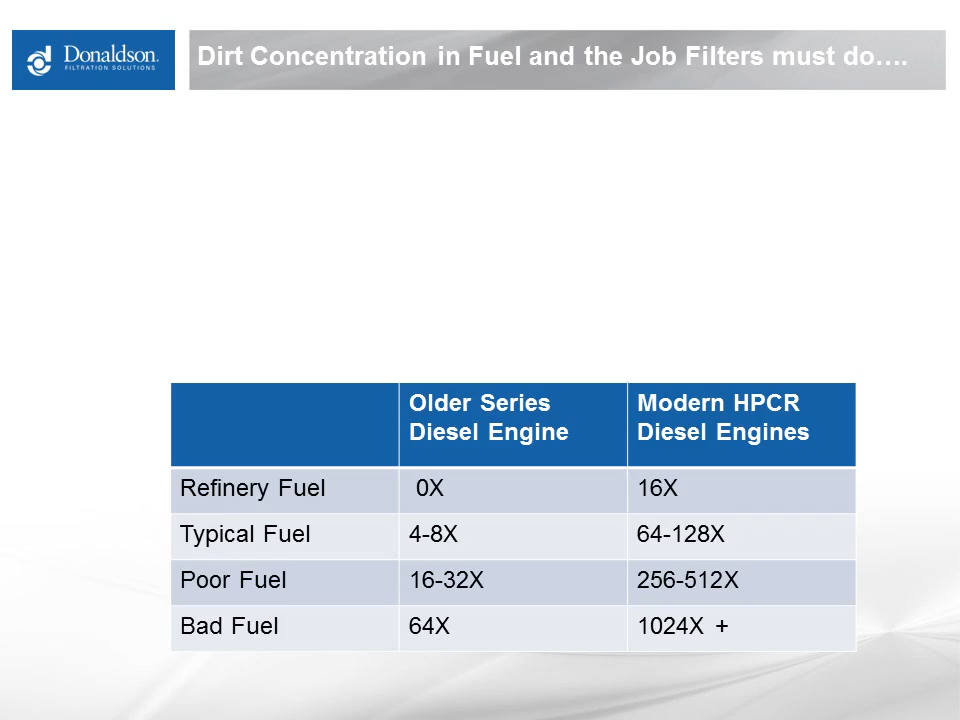 Donaldson.
FILTRATION SOLUTIONS
Dirt Concentration in Fuel and the Job Filters must do….
Older Series
Diesel Engine
Modern HPCR
Diesel Engines
Refinery Fuel 0X 16X
Typical Fuel 4-8X 64-128X
Poor Fuel 16-32X 256-512X
Bad Fuel 64X 1024X +